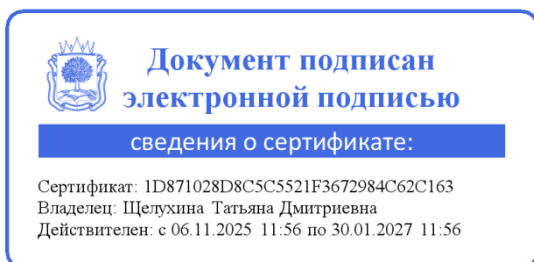 Документ подписан
электронной подписью
сведения о сертификате:
Сертификат: 1D871028D8C5C5521F3672984C62C163
Владелец: Щелухина Татьяна Дмитриевна
Действителен: с 06.11.2025 11:56 по 30.01.2027 11:56